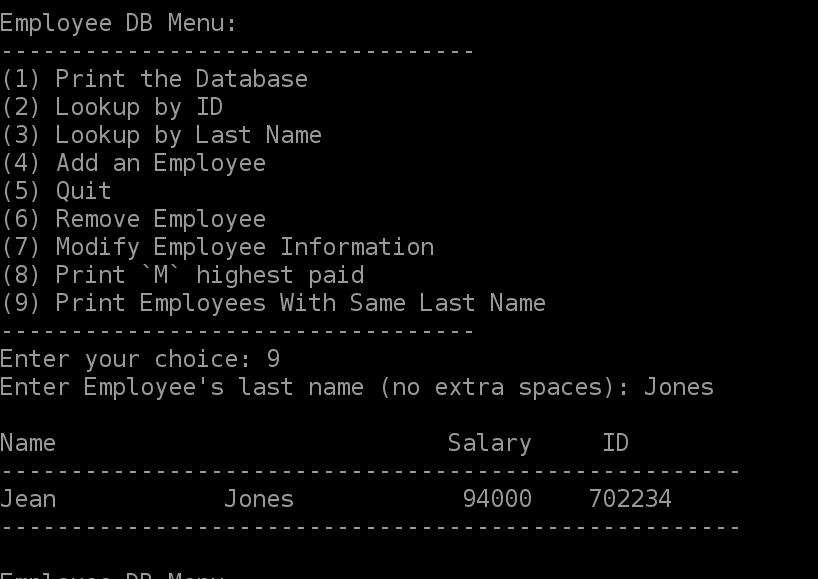 Employee DB Menu:
----------------------------------
(1) Print the Database
(2) Lookup by ID
(3) Lookup by Last Name
(4) Add an Employee
(5) Quit
(6) Remove Employee
(7) Modify Employee Information
(8) Print `M` highest paid
(9) Print Employees With Same Last Name
----------------------------------
Enter your choice: 9
Enter Employee's last name (no extra spaces): Jones
Name                            Salary     ID
-----------------------------------------------------
Jean            Jones            94000    702234
-----------------------------------------------------
Employee DB Menu